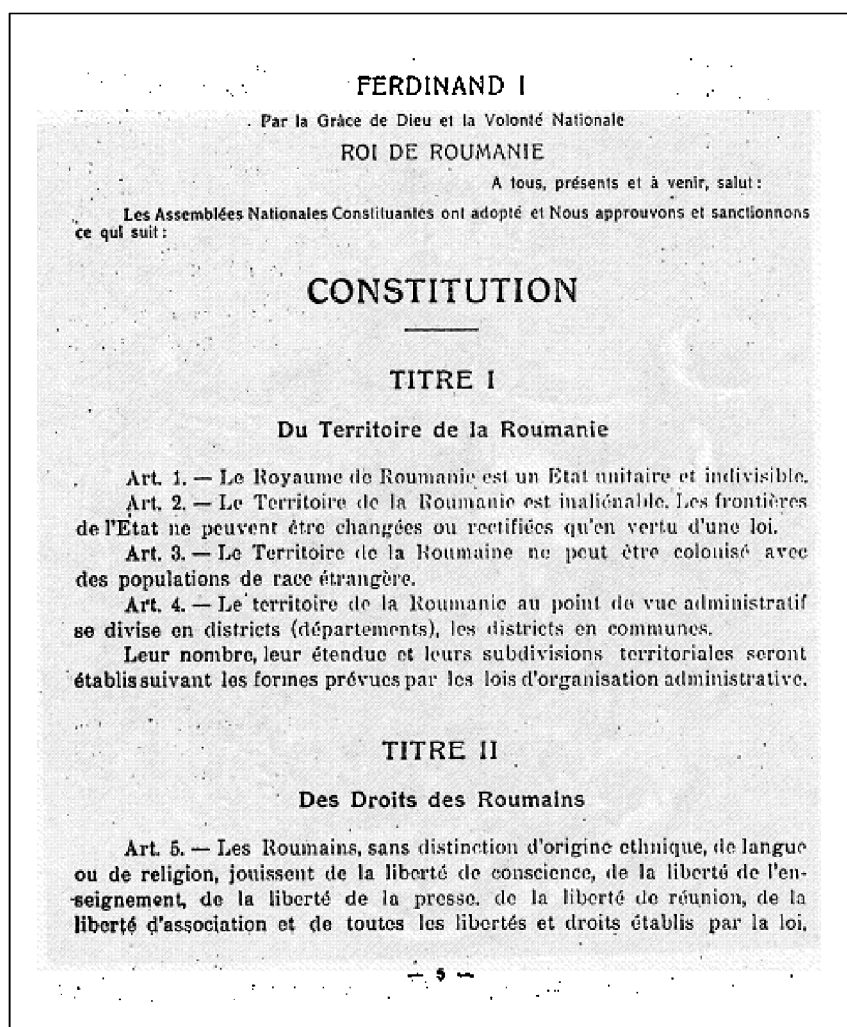 FERDINAND I
Par la Grâce de Dieu et la Volonté Nationale
ROI DE ROUMANIE
A tous, présents et à venir, salut :
Les Assemblées Nationales Constituantes ont adopté et Nous approuvons et sanctionnons
ce qui suit :
CONSTITUTION
TITRE I
Du Territoire de la Roumanie
Art. 1. — Le Royaume de Roumanie est un Etat unitaire et indivisible.
Art. 2. — Le Territoire de la Roumanie est inaliénable. Les frontières
de l'Etat ne peuvent être changées ou rectifiées qu'en vertu d'une loi.
Art. 3. — Le Territoire de la Roumaine ne peut être colonisé avec
des populations de race étrangère.
Art. 4. — Le territoire de la Roumanie au point de vue administratif
se divise en districts (départements), les districts en communes.
Leur nombre, leur étendue et leurs subdivisions territoriales seront
établis suivant les formes prévues par les lois d'organisation administrative.
TITRE II
Des Droits des Roumains
Art. 5. — Les Roumains, sans distinction d'origine ethnique, de langue
ou de religion, jouissent de la liberté de conscience, de la liberté de l'en-
seignement, de la liberté de la presse. de la liberté de réunion, de la
liberté d'association et de toutes les libertés et droits établis par la loi.
— 5 —